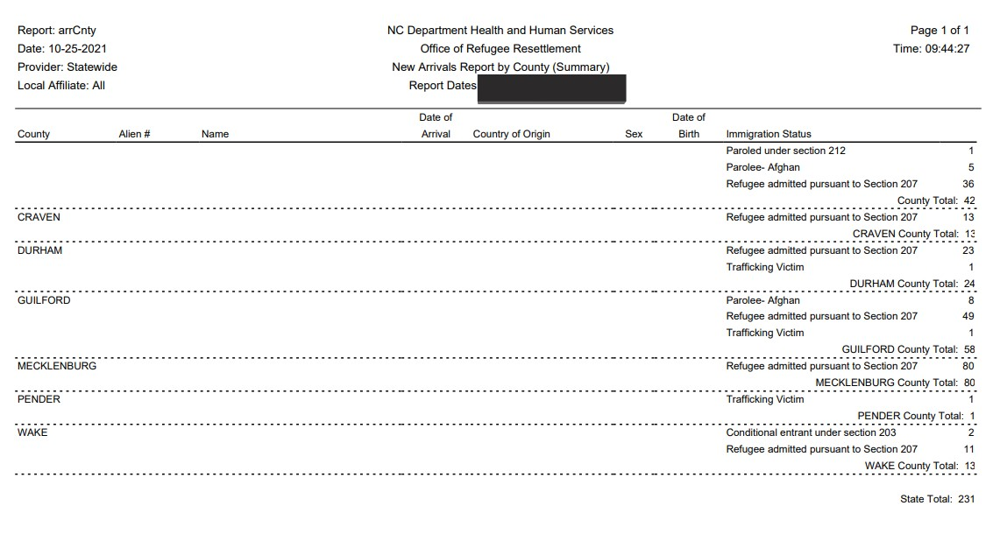 Report: arrCnty NC Department Health and Human Services Page 1 of 1
Date: 10-25-2021 Office of Refugee Resettlement Time: 09:44:27
Provider: Statewide New Arrivals Report by County (Summary)
Local Affiliate: All Report Dates
Date of Date of
County Alien # Name Arrival Country of Origin Sex Birth Immigration Status
Paroled under section 212 1
Parolee- Afghan 5
Refugee admitted pursuant to Section 207 36
County Total: 42
CRAVEN Refugee admitted pursuant to Section 207 13
CRAVEN County Total: 13
DURHAM Refugee admitted pursuant to Section 207 23
Trafficking Victim 1
DURHAM County Total: 24
GUILFORD Parolee- Afghan 8
Refugee admitted pursuant to Section 207 49
Trafficking Victim 1
GUILFORD County Total: 58
MECKLENBURG Refugee admitted pursuant to Section 207 80
MECKLENBURG County Total: 80
PENDER Trafficking Victim 1
PENDER County Total: 1
WAKE Conditional entrant under section 203 2
Refugee admitted pursuant to Section 207 11
WAKE County Total: 13
State Total: 231